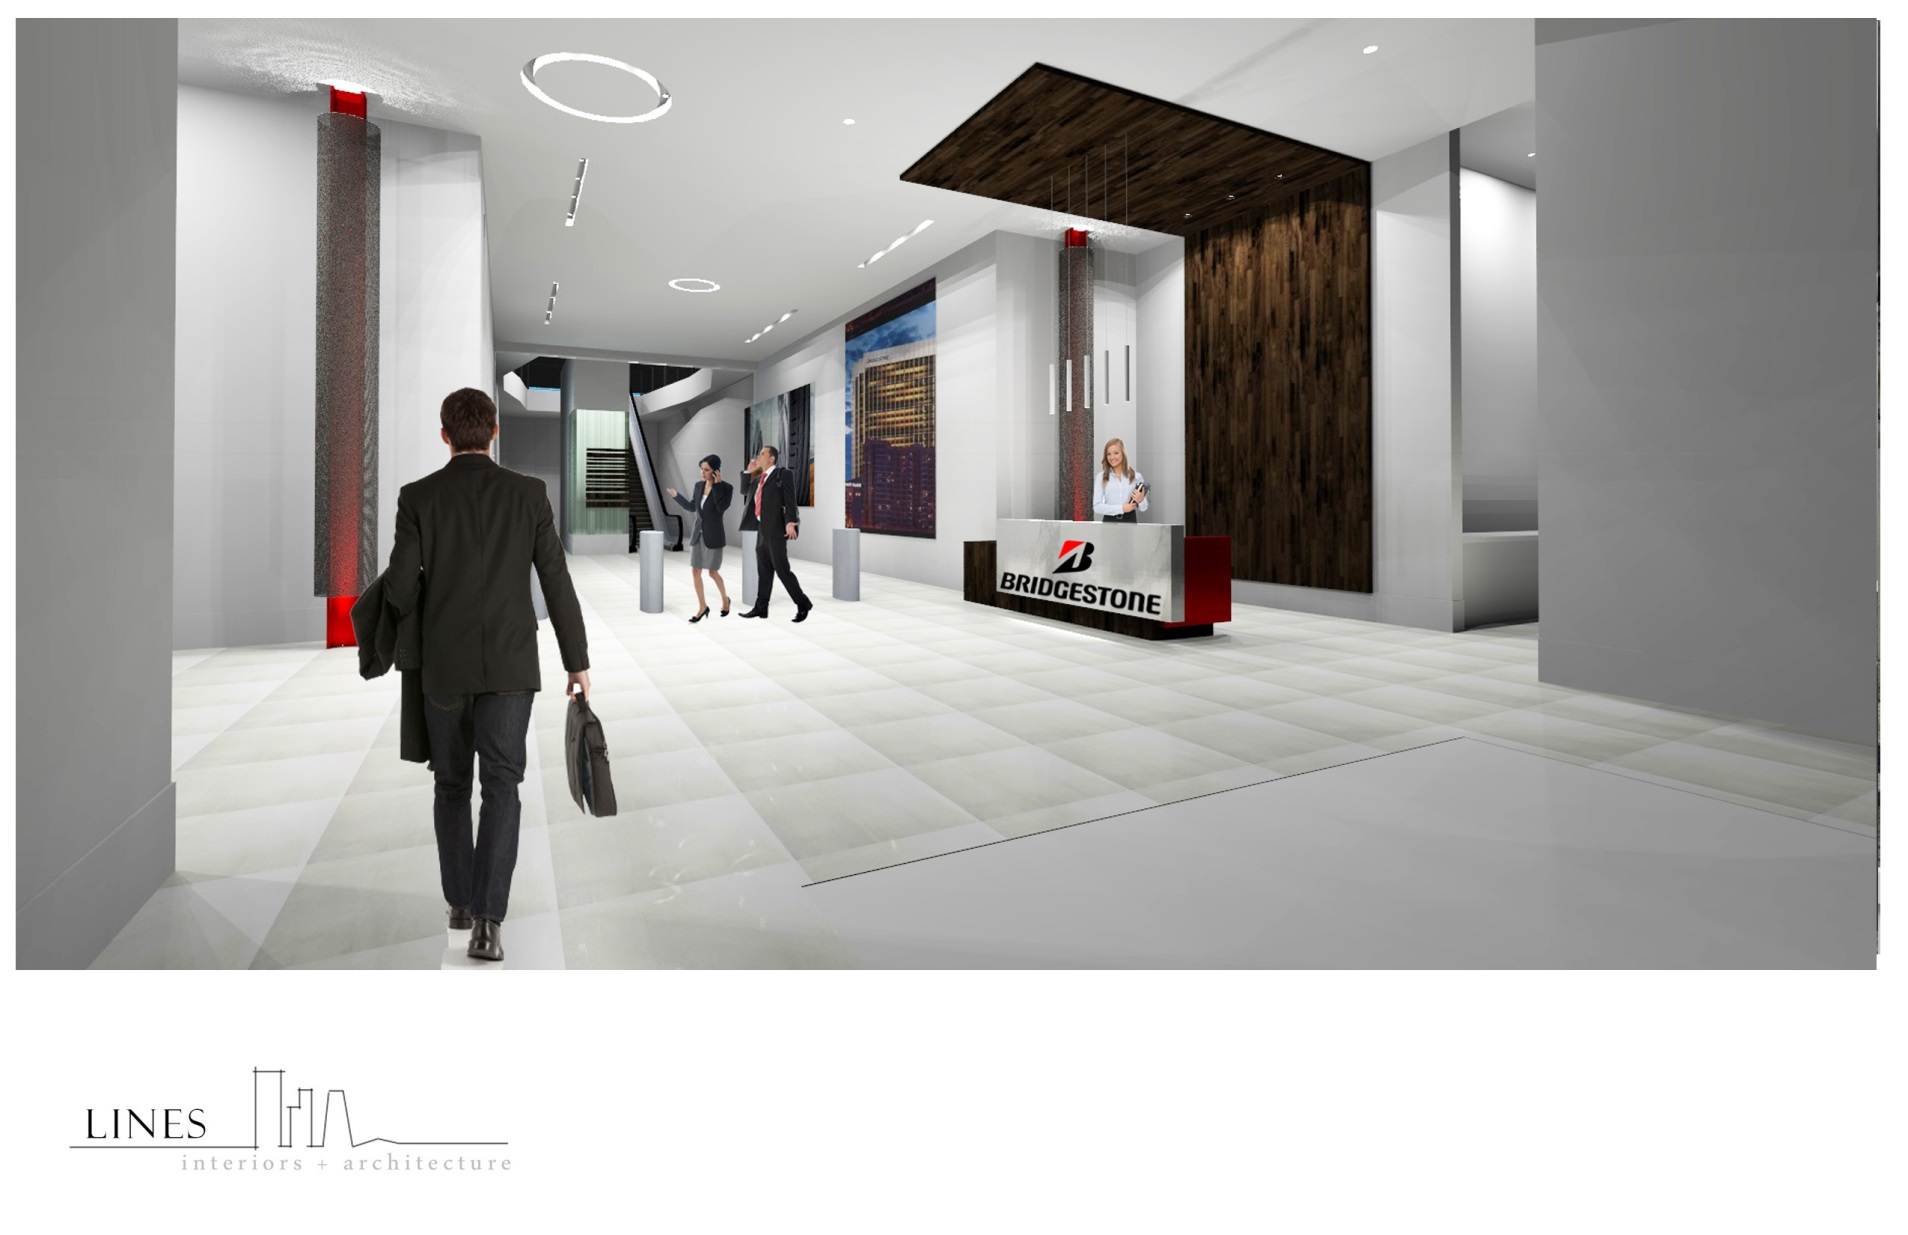 BRIDGESTONE
LINES
interiors + architecture